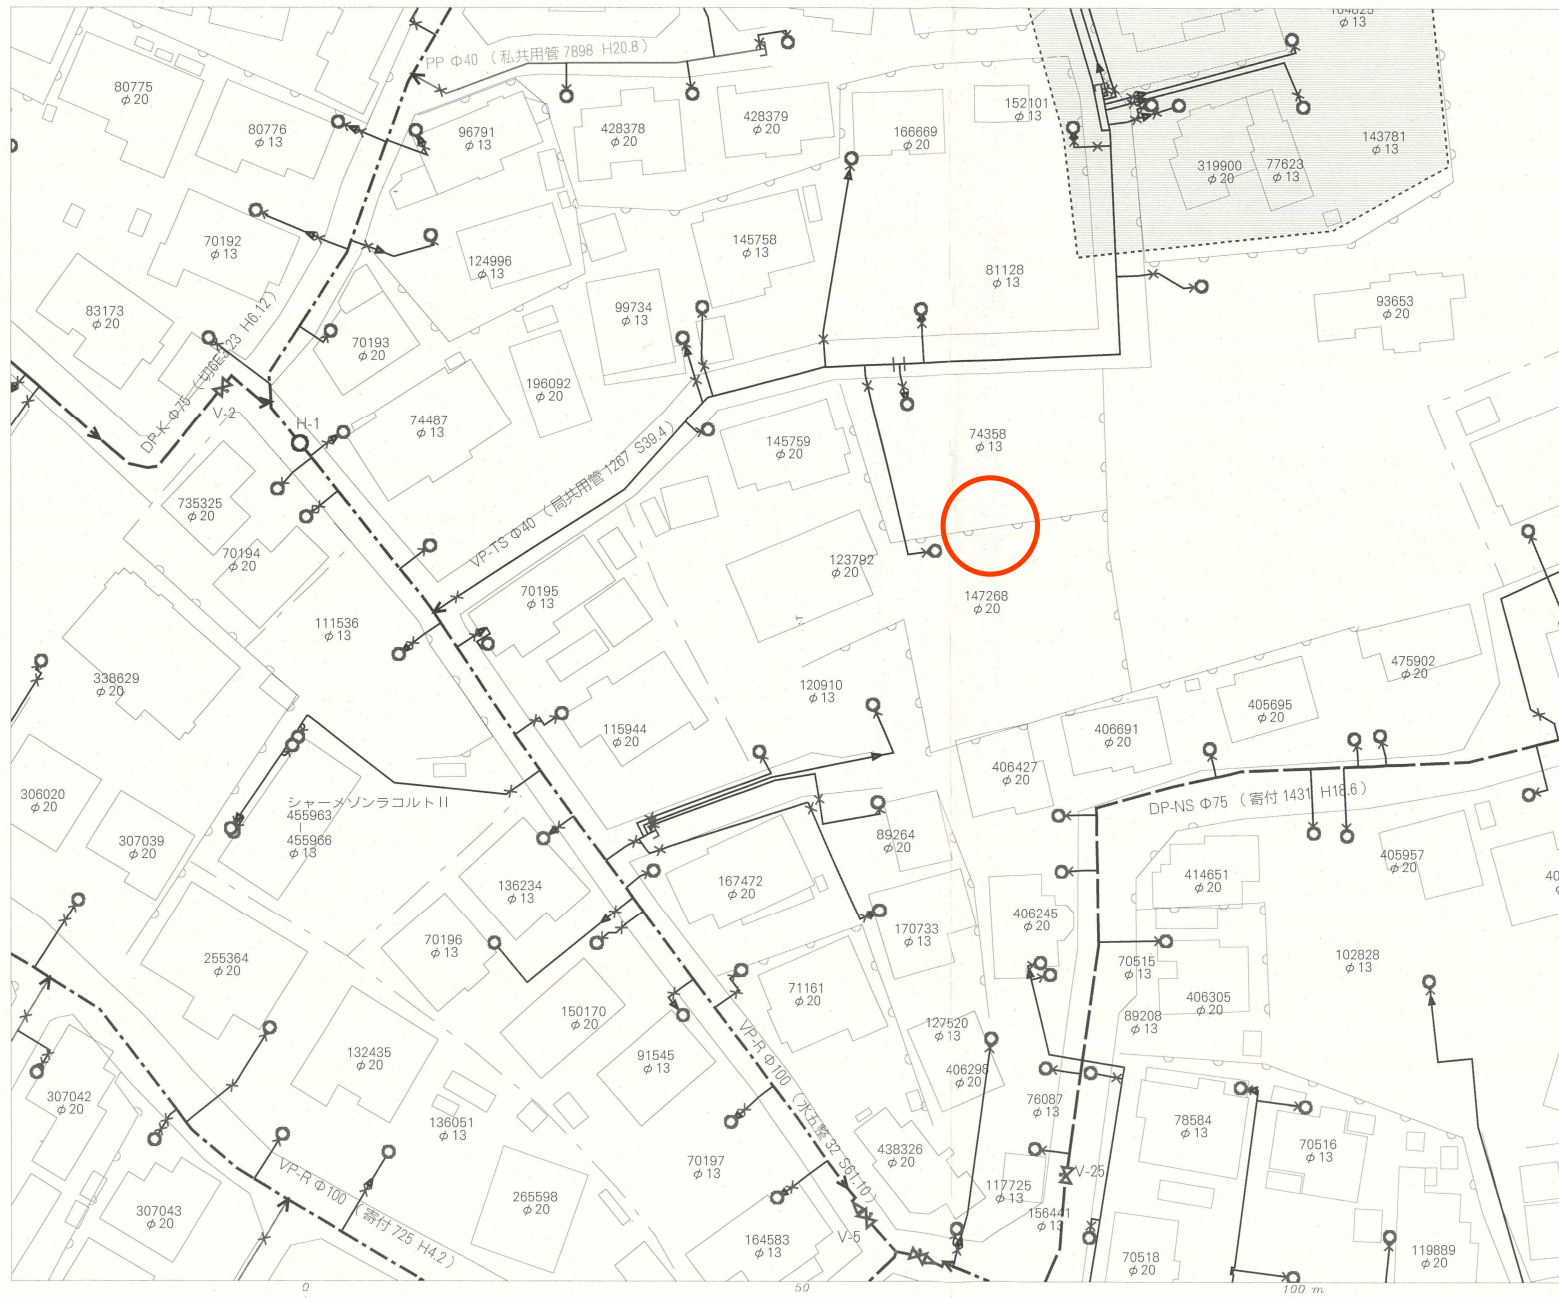 104825
φ13
PP Φ40 (私共用管 7898 H20.8)
80775
φ20
80776
φ13
96791
φ13
428378
φ20
428379
φ20
166669
φ20
152101
φ13
143781
φ13
319900
φ20
77623
φ13
70192
φ13
124996
φ13
145758
φ13
81128
φ13
83173
φ20
99734
φ13
93653
φ20
70193
φ20
196092
φ20
DP-K-Φ75
H6.12)
V-2
H-1
74487
φ13
145759
φ20
74358
φ13
VP-TS Φ40 (局共用管 1267 S39.4)
735325
φ20
70194
φ20
123792
φ20
70195
φ13
147268
φ20
111536
φ13
338629
φ20
120910
φ13
475902
φ20
405695
φ20
115944
φ20
406691
φ20
406427
φ20
306020
φ20
シャーメゾンラコルトII
455963
|
455966
φ13
DP-NS Φ75 (寄付 1431 H18.6)
307039
φ20
89264
φ20
405957
φ20
167472
φ20
136234
φ13
414651
φ20
406245
φ20
170733
φ13
70196
φ13
255364
φ20
70515
φ13
102828
φ13
71161
φ20
406305
φ20
150170
φ20
127520
φ13
89208
φ13
132435
φ20
91545
φ13
VP-R Φ100 (水五整 32 S61.10)
406298
φ20
307042
φ20
76087
φ13
136051
φ13
78584
φ13
70516
φ13
438326
φ20
70197
φ13
V-25
VP-R Φ100 (寄付 725 H4.2)
265598
φ20
117725
φ13
307043
φ20
156441
φ13
164583
φ13
V-5
70518
φ20
119889
φ20
0
50
100 m